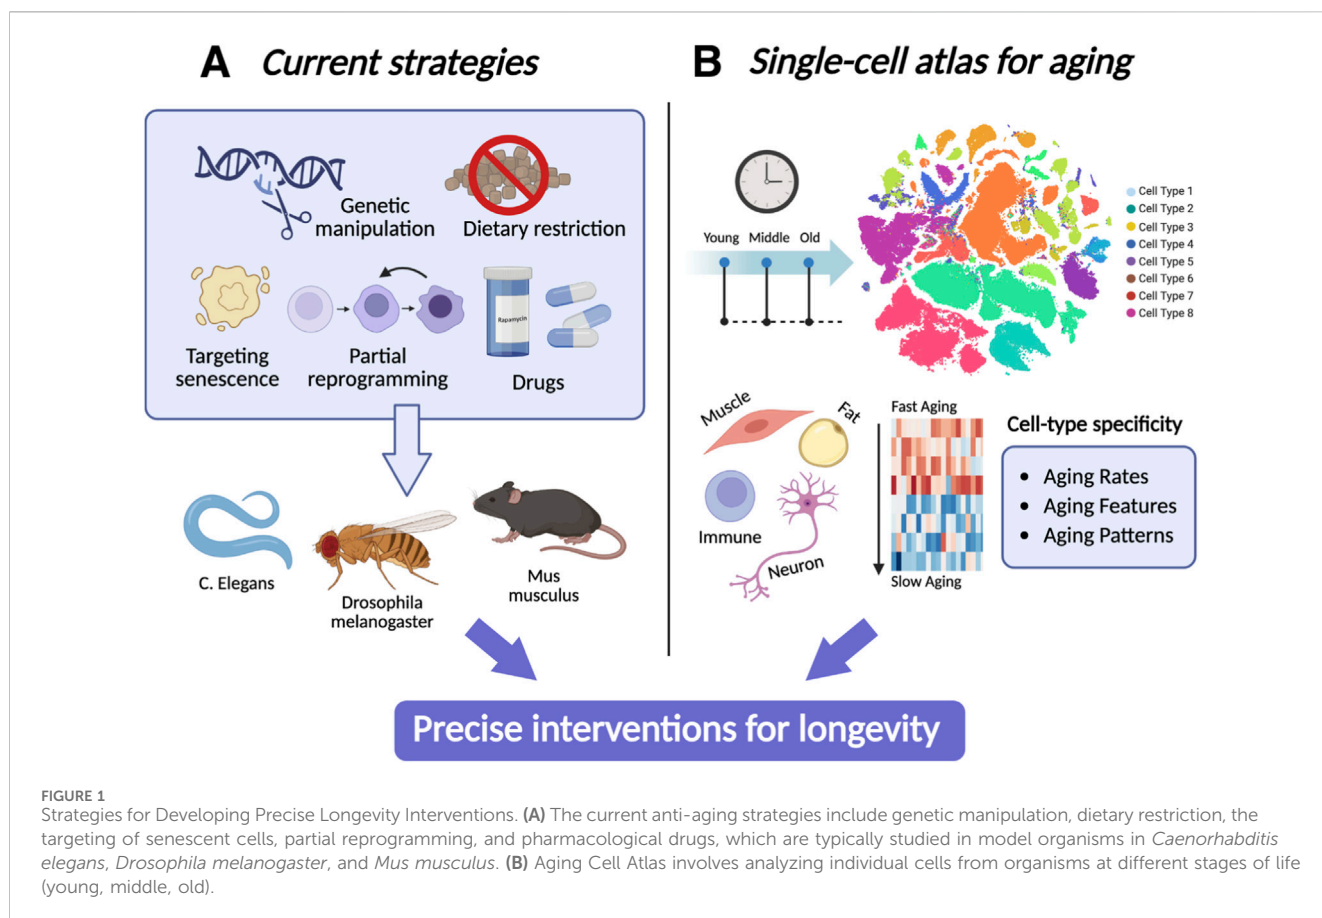 A Current strategies
Genetic
manipulation
Dietary restriction
Targeting
senescence
Partial
reprogramming
Rapamycin
Drugs
C. Elegans
Drosophila
melanogaster
Mus
musculus
B Single-cell atlas for aging
Young Middle Old
Cell Type 1
Cell Type 2
Cell Type 3
Cell Type 4
Cell Type 5
Cell Type 6
Cell Type 7
Cell Type 8
Muscle
Fat
Immune
Neuron
Fast Aging
Slow Aging
Cell-type specificity
• Aging Rates
• Aging Features
• Aging Patterns
Precise interventions for longevity
FIGURE 1
Strategies for Developing Precise Longevity Interventions. (A) The current anti-aging strategies include genetic manipulation, dietary restriction, the
targeting of senescent cells, partial reprogramming, and pharmacological drugs, which are typically studied in model organisms in Caenorhabditis
elegans, Drosophila melanogaster, and Mus musculus. (B) Aging Cell Atlas involves analyzing individual cells from organisms at different stages of life
(young, middle, old).